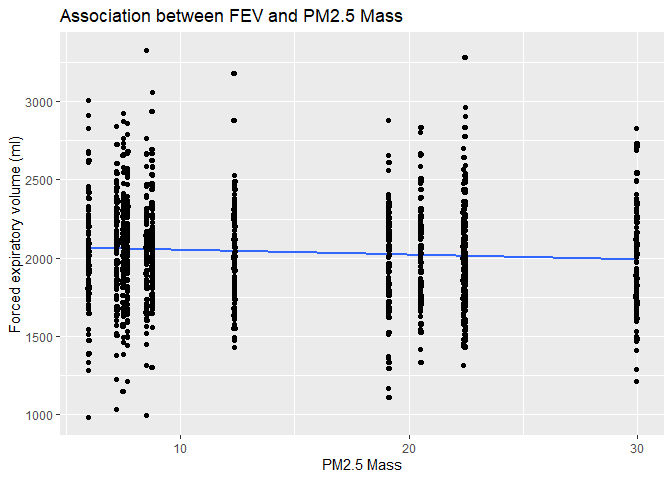 Association between FEV and PM2.5 Mass
Forced expiratory volume (ml)
3000
2500
2000
1500
1000
10
20
30
PM2.5 Mass